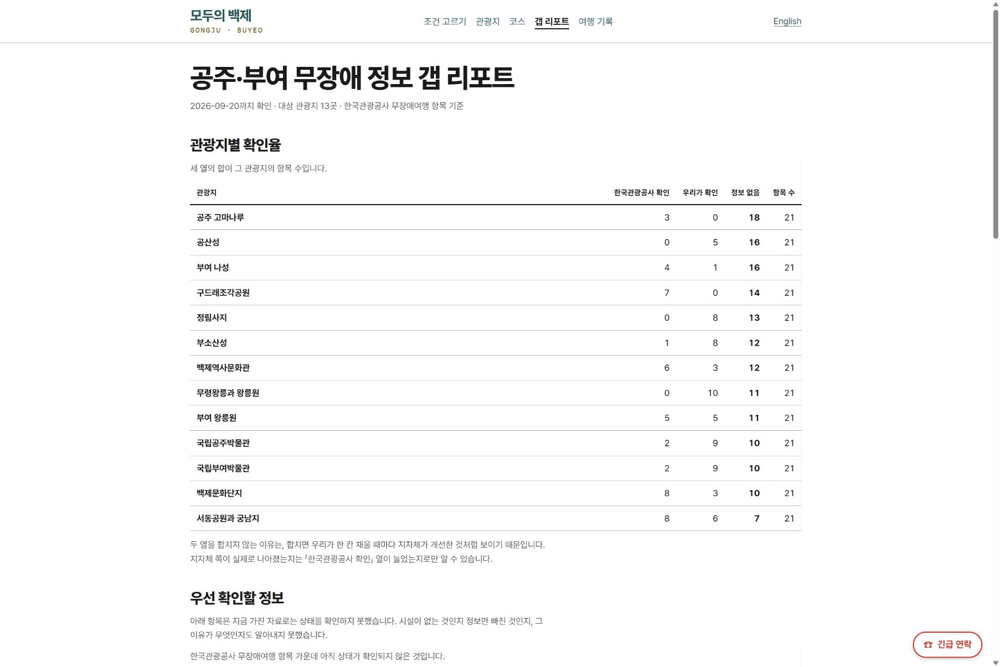 모두의 백제
GONGJU · BUYEO
조건 고르기 관광지 코스 갭 리포트 여행 기록
English
공주·부여 무장애 정보 갭 리포트
2026-09-20까지 확인 · 대상 관광지 13곳 · 한국관광공사 무장애여행 항목 기준
관광지별 확인율
세 열의 합이 그 관광지의 항목 수입니다.
관광지 한국관광공사 확인 우리가 확인 정보 없음 항목 수
공주 고마나루 3 0 18 21
공산성 0 5 16 21
부여 나성 4 1 16 21
구드래조각공원 7 0 14 21
정림사지 0 8 13 21
부소산성 1 8 12 21
백제역사문화관 6 3 12 21
무령왕릉과 왕릉원 0 10 11 21
부여 왕릉원 5 5 11 21
국립공주박물관 2 9 10 21
국립부여박물관 2 9 10 21
백제문화단지 8 3 10 21
서동공원과 궁남지 8 6 7 21
두 열을 합치지 않는 이유는, 합치면 우리가 한 칸 채울 때마다 지자체가 개선한 것처럼 보이기 때문입니다.
지자체 쪽이 실제로 나아졌는지는 「한국관광공사 확인」 열이 늘었는지로만 알 수 있습니다.
우선 확인할 정보
아래 항목은 지금 가진 자료로는 상태를 확인하지 못했습니다. 시설이 없는 것인지 정보만 빠진 것인지, 그
이유가 무엇인지도 알아내지 못했습니다.
한국관광공사 무장애여행 항목 가운데 아직 상태가 확인되지 않은 것입니다.
☎ 긴급 연락